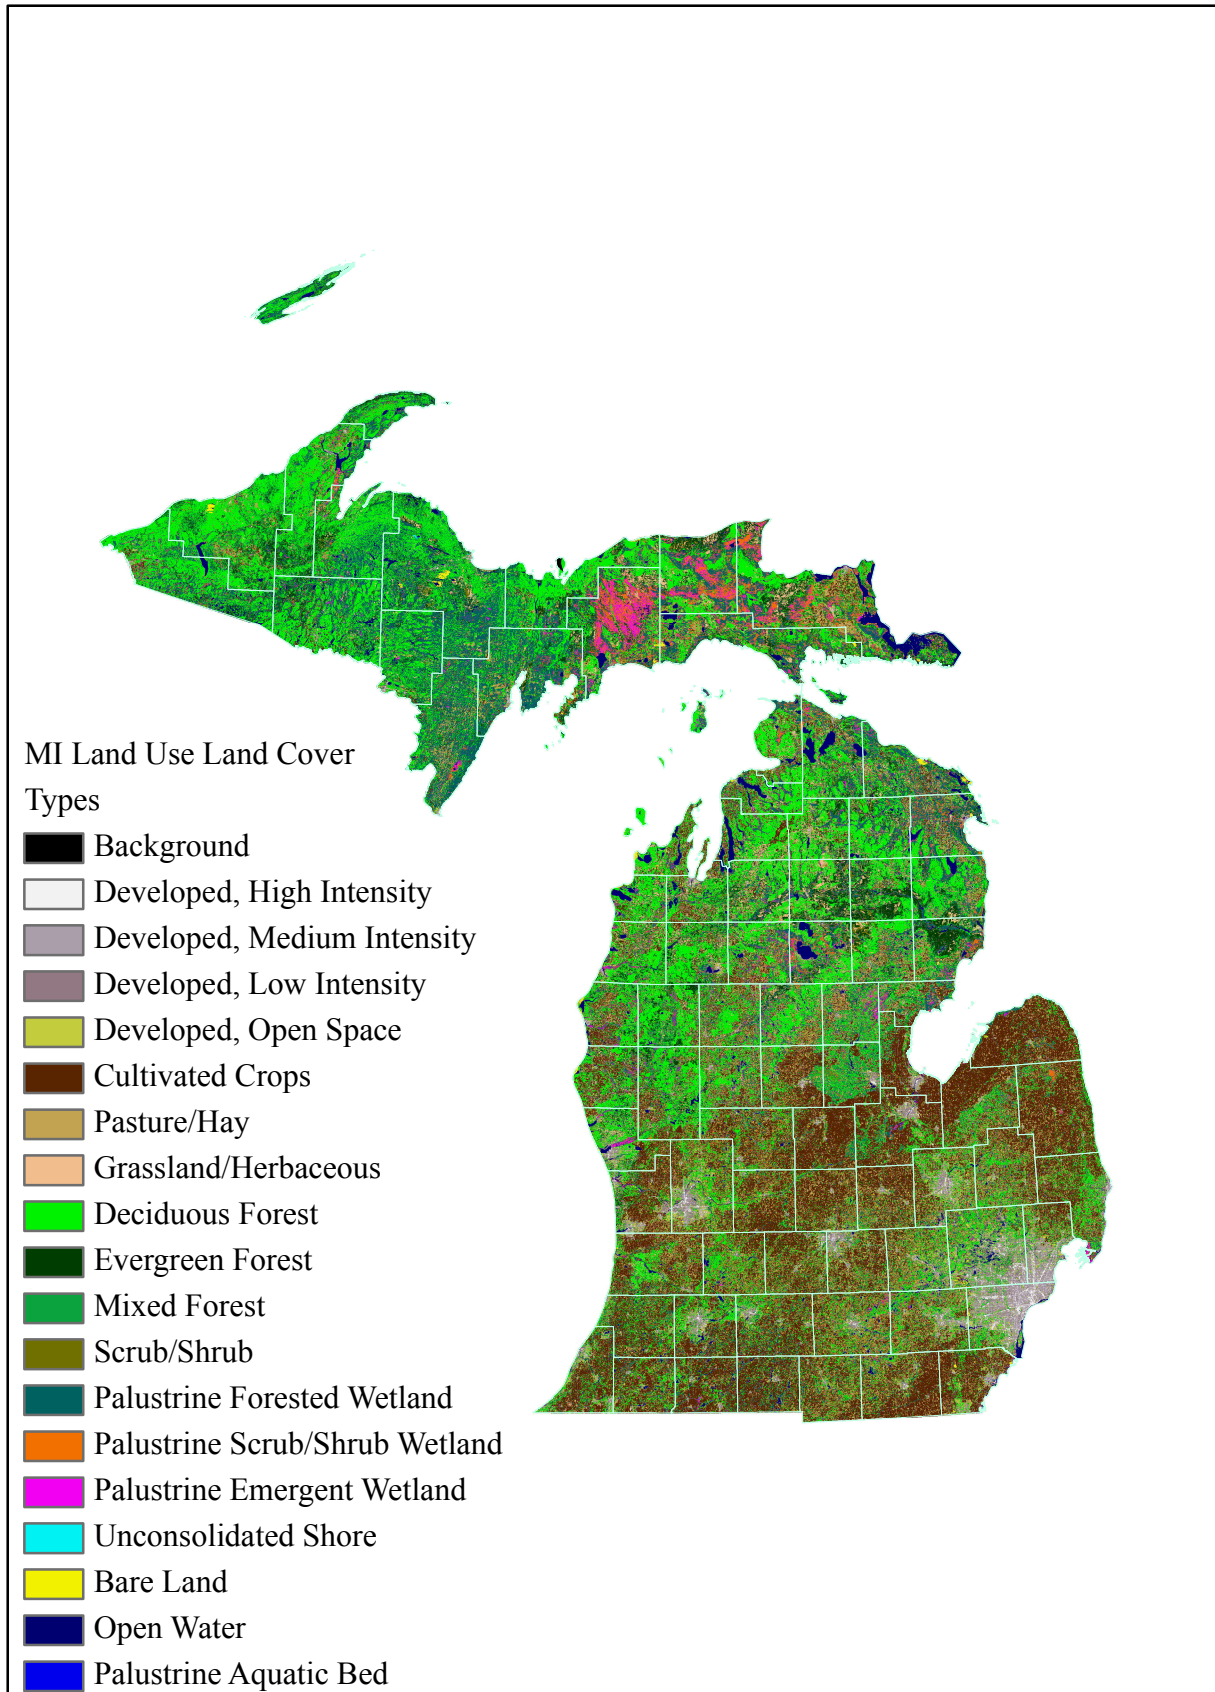 MI Land Use Land Cover
Types
Background
Developed, High Intensity
Developed, Medium Intensity
Developed, Low Intensity
Developed, Open Space
Cultivated Crops
Pasture/Hay
Grassland/Herbaceous
Deciduous Forest
Evergreen Forest
Mixed Forest
Scrub/Shrub
Palustrine Forested Wetland
Palustrine Scrub/Shrub Wetland
Palustrine Emergent Wetland
Unconsolidated Shore
Bare Land
Open Water
Palustrine Aquatic Bed